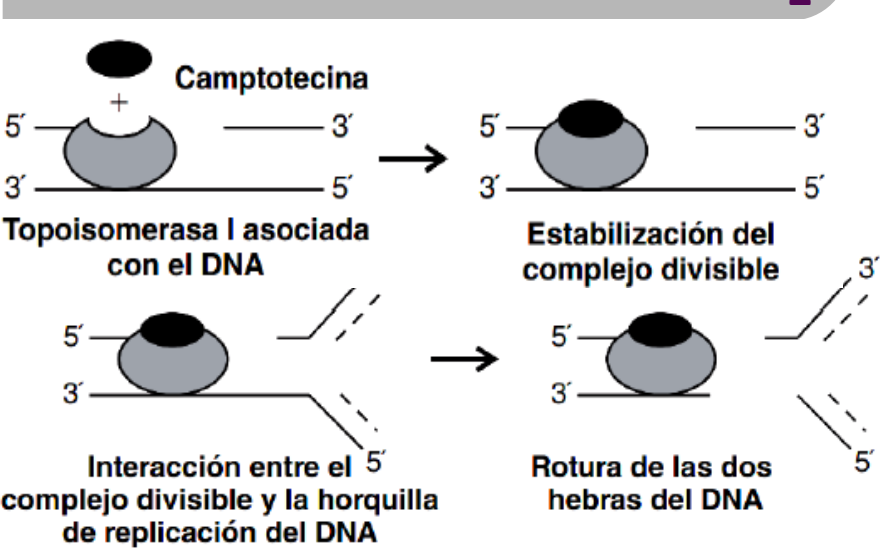 Camptotecina
+
5´ 3´
3´ 5´
Topoisomerasa I asociada
con el DNA
5´ 3´
3´ 5´
Estabilización del
complejo divisible
5´
3´
5´
Interacción entre el
complejo divisible y la horquilla
de replicación del DNA
3´
5´
3´
5´
Rotura de las dos
hebras del DNA